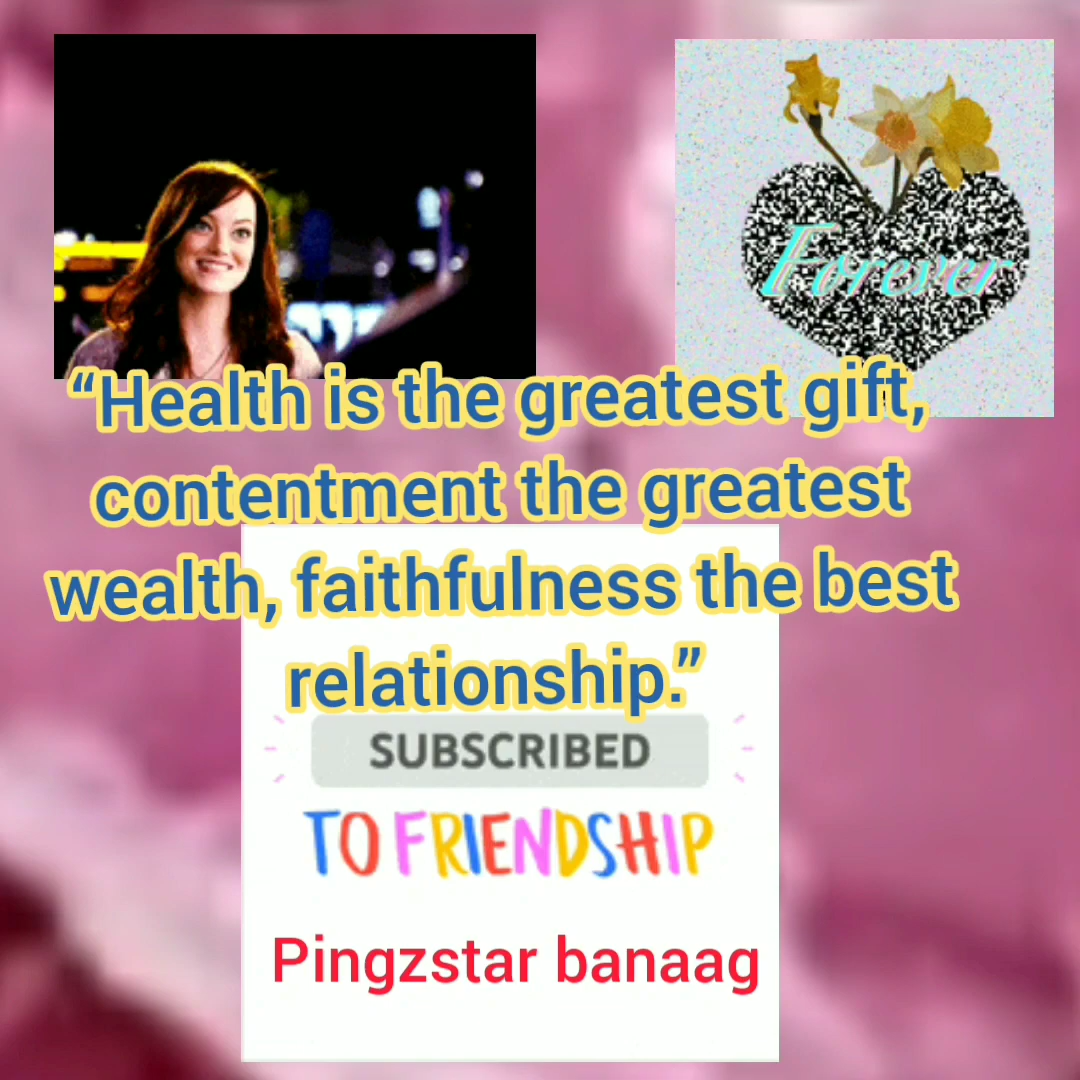 Forever
“Health is the greatest gift,
contentment the greatest
wealth, faithfulness the best
relationship.”
SUBSCRIBED
TO FRIENDSHIP
Pingzstar banaag